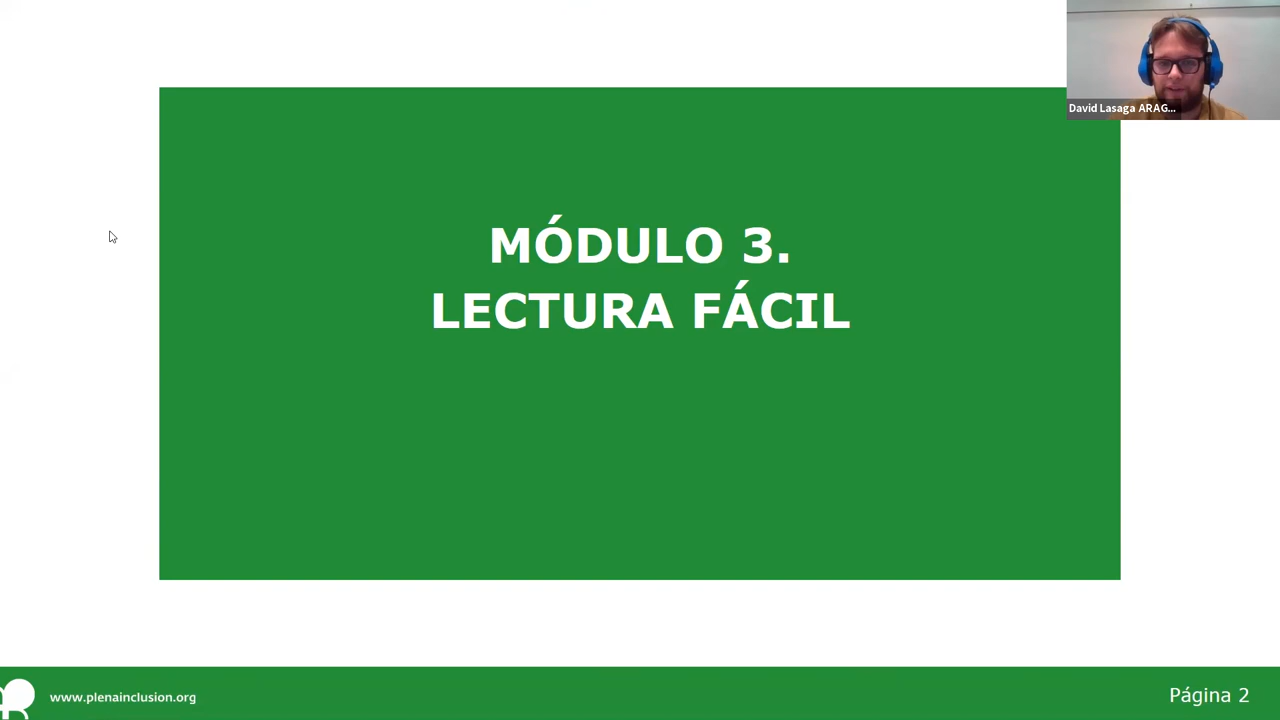 David Lasaga ARAG...
MÓDULO 3.
LECTURA FÁCIL
www.plenainclusion.org
Página 2